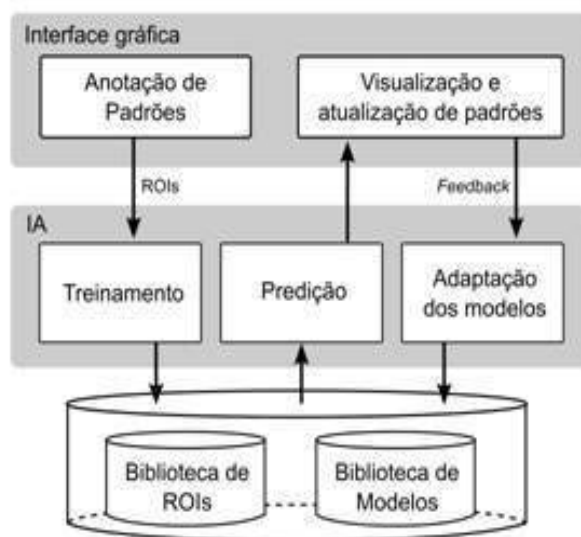 Interface gráfica
Anotação de
Padrões
Visualização e
atualização de padrões
ROIs
Feedback
IA
Treinamento
Predição
Adaptação
dos modelos
Biblioteca de
ROIs
Biblioteca de
Modelos